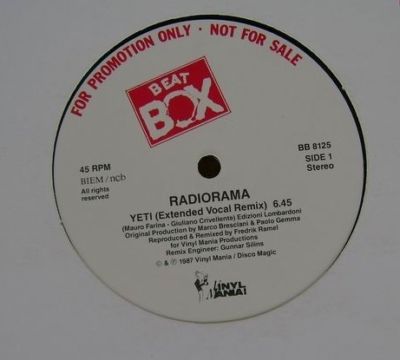 FOR PROMOTION ONLY · NOT FOR SALE
BEAT
BOX
45 RPM
BIEM/ncb
All rights
reserved
BB 8125
SIDE 1
Stereo
RADIORAMA
YETI (Extended Vocal Remix) 6.45
(Mauro Farina - Giuliano Crivellente) Edizioni Lombardoni
Original Production by Marco Bresciani & Paolo Gemma
Reproduced & Remixed by Fredrik Ramel
for Vinyl Mania Productions
Remix Engineer: Gunnar Silins
© & ℗ 1987 Vinyl Mania / Disco Magic
VINYL
MANIA!